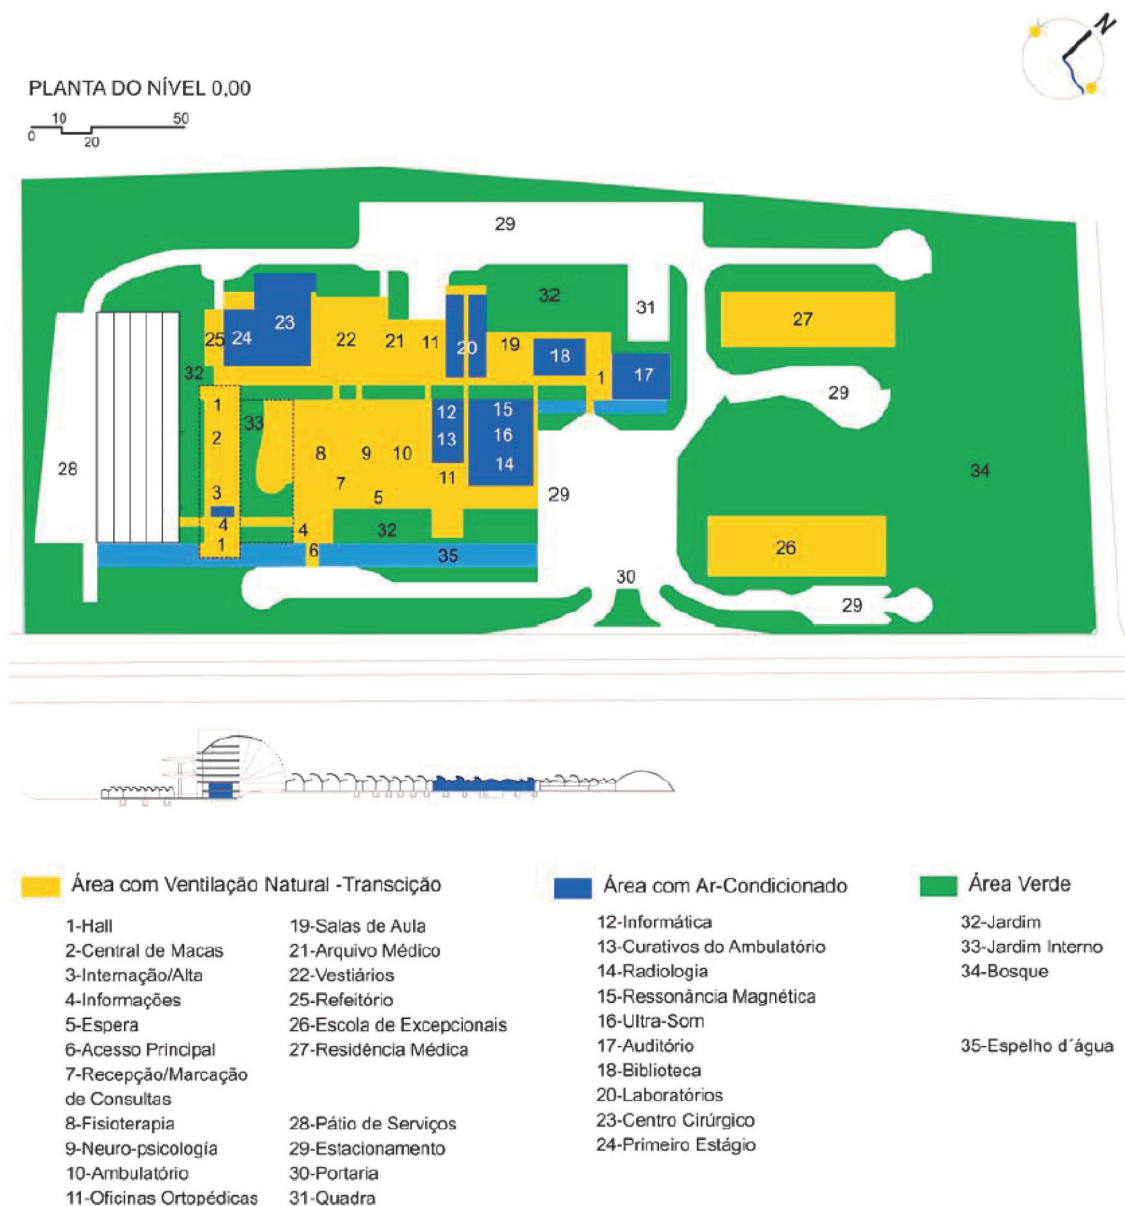 N
PLANTA DO NÍVEL 0,00
10 50
0 20
29
32
31
27
23
25 24
22 21 11 20 19 18
1 17
32
1
33
12 15
29
2
13 16
8 9 10
14
34
28
7 11
3
5
29
4 4 32
1 6 35
26
30
29
Área com Ventilação Natural -Transcição
1-Hall
2-Central de Macas
3-Internação/Alta
4-Informações
5-Espera
6-Acesso Principal
7-Recepção/Marcação
de Consultas
8-Fisioterapia
9-Neuro-psicología
10-Ambulatório
11-Oficinas Ortopédicas
19-Salas de Aula
21-Arquivo Médico
22-Vestiários
25-Refeitório
26-Escola de Excepcionais
27-Residência Médica
28-Pátio de Serviços
29-Estacionamento
30-Portaria
31-Quadra
Área com Ar-Condicionado
12-Informática
13-Curativos do Ambulatório
14-Radiologia
15-Ressonância Magnética
16-Ultra-Som
17-Auditório
18-Biblioteca
20-Laboratórios
23-Centro Cirúrgico
24-Primeiro Estágio
Área Verde
32-Jardim
33-Jardim Interno
34-Bosque
35-Espelho d´água